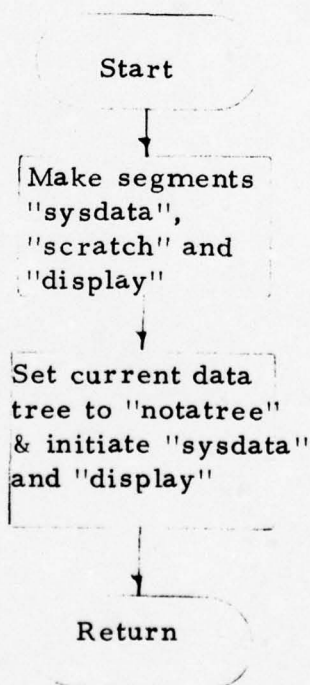 Start
Make segments
"sysdata",
"scratch" and
"display"
Set current data
tree to "notatree"
& initiate "sysdata"
and "display"
Return